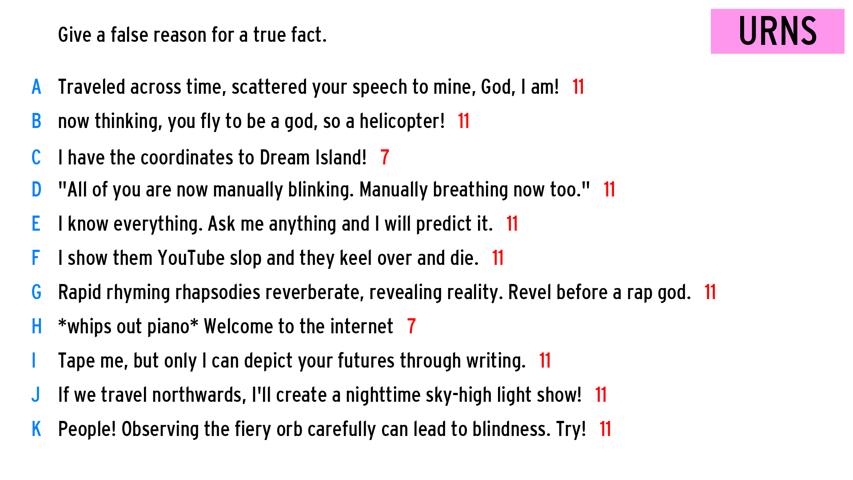 Give a false reason for a true fact.
URNS
A Traveled across time, scattered your speech to mine, God, I am! 11
B now thinking, you fly to be a god, so a helicopter! 11
C I have the coordinates to Dream Island! 7
D "All of you are now manually blinking. Manually breathing now too." 11
E I know everything. Ask me anything and I will predict it. 11
F I show them YouTube slop and they keel over and die. 11
G Rapid rhyming rhapsodies reverberate, revealing reality. Revel before a rap god. 11
H *whips out piano* Welcome to the internet 7
I Tape me, but only I can depict your futures through writing. 11
J If we travel northwards, I'll create a nighttime sky-high light show! 11
K People! Observing the fiery orb carefully can lead to blindness. Try! 11